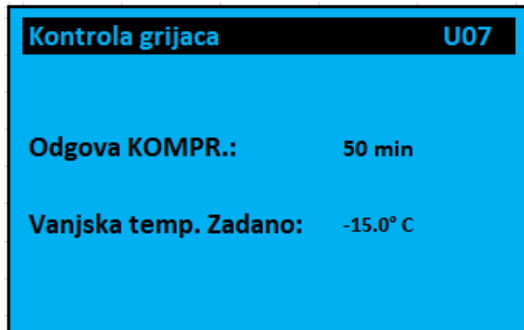 Kontrola grijaca U07
Odgova KOMPR.: 50 min
Vanjska temp. Zadano: -15.0° C